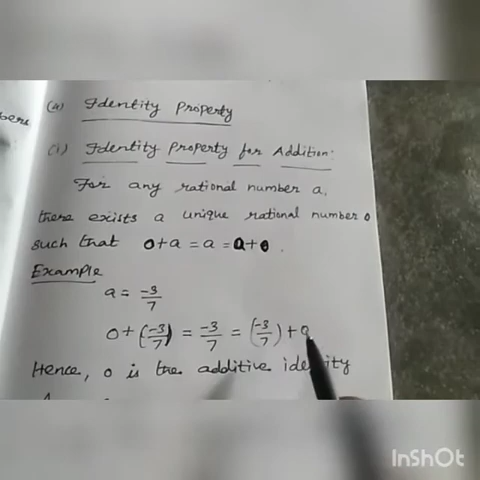 bers
(iv) Identity Property
(i) Identity Property for Addition:
For any rational number a,
there exists a unique rational number 0
such that 0+a = a = a+0.
Example
a = -3/7
0 + (-3/7) = -3/7 = (-3/7) + 0
Hence, 0 is the additive identity
InShOt